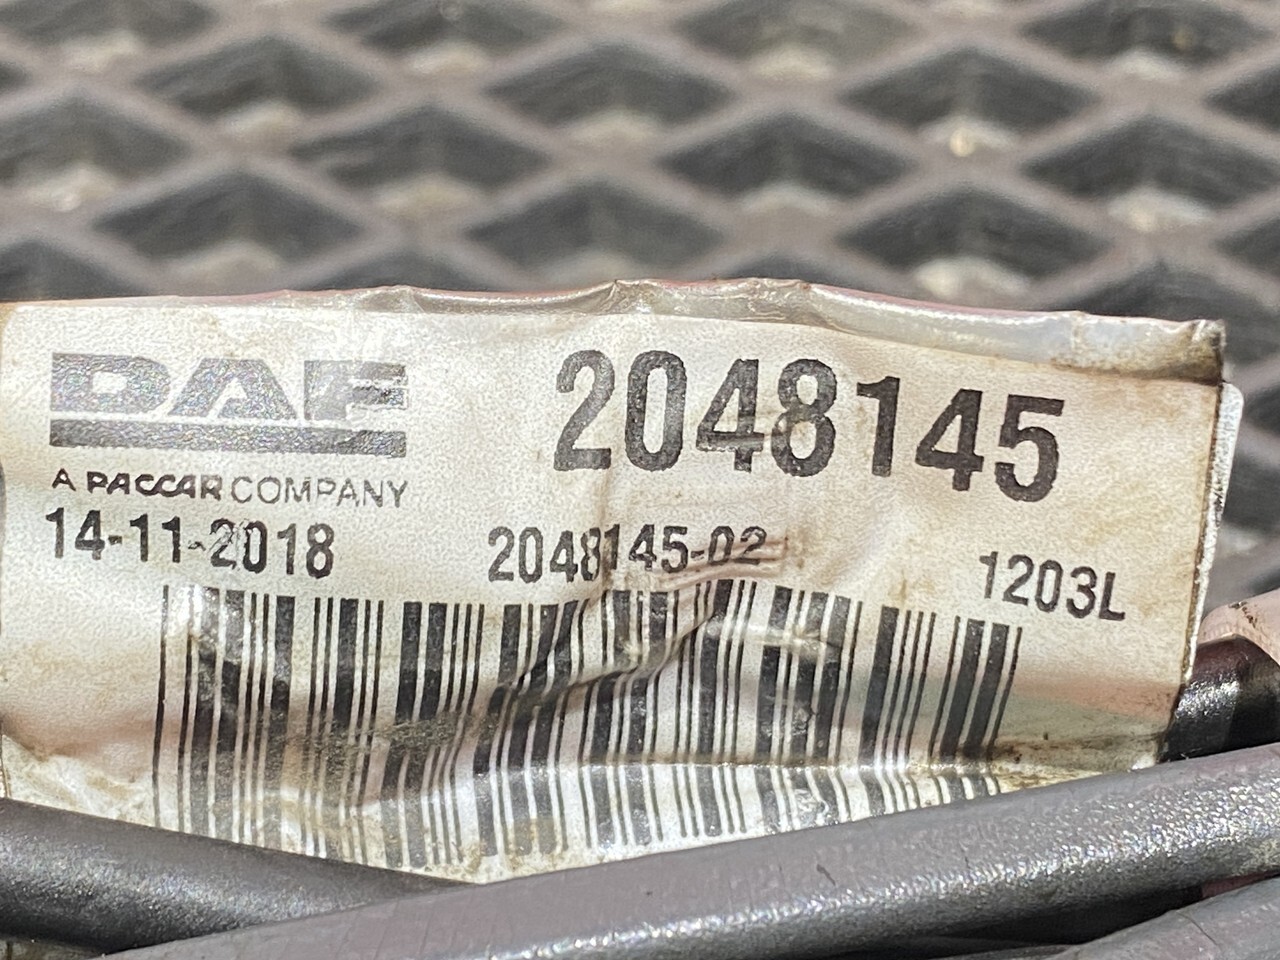 DAF 2048145
A PACCAR COMPANY
14-11-2018 2048145-02 1203L